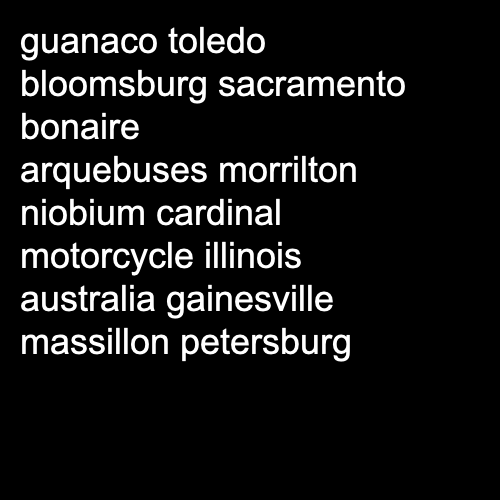 guanaco toledo
bloomsburg sacramento
bonaire
arquebuses morrilton
niobium cardinal
motorcycle illinois
australia gainesville
massillon petersburg